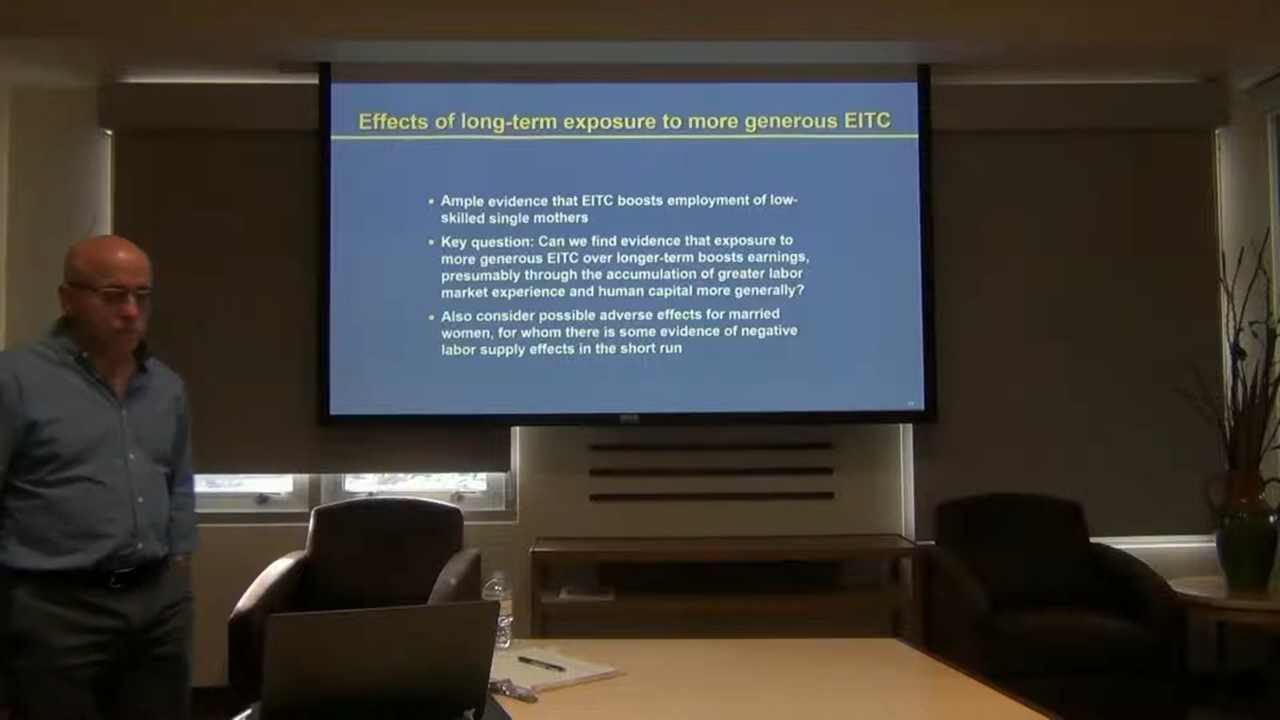 Effects of long-term exposure to more generous EITC
• Ample evidence that EITC boosts employment of low-
skilled single mothers
• Key question: Can we find evidence that exposure to
more generous EITC over longer-term boosts earnings,
presumably through the accumulation of greater labor
market experience and human capital more generally?
• Also consider possible adverse effects for married
women, for whom there is some evidence of negative
labor supply effects in the short run